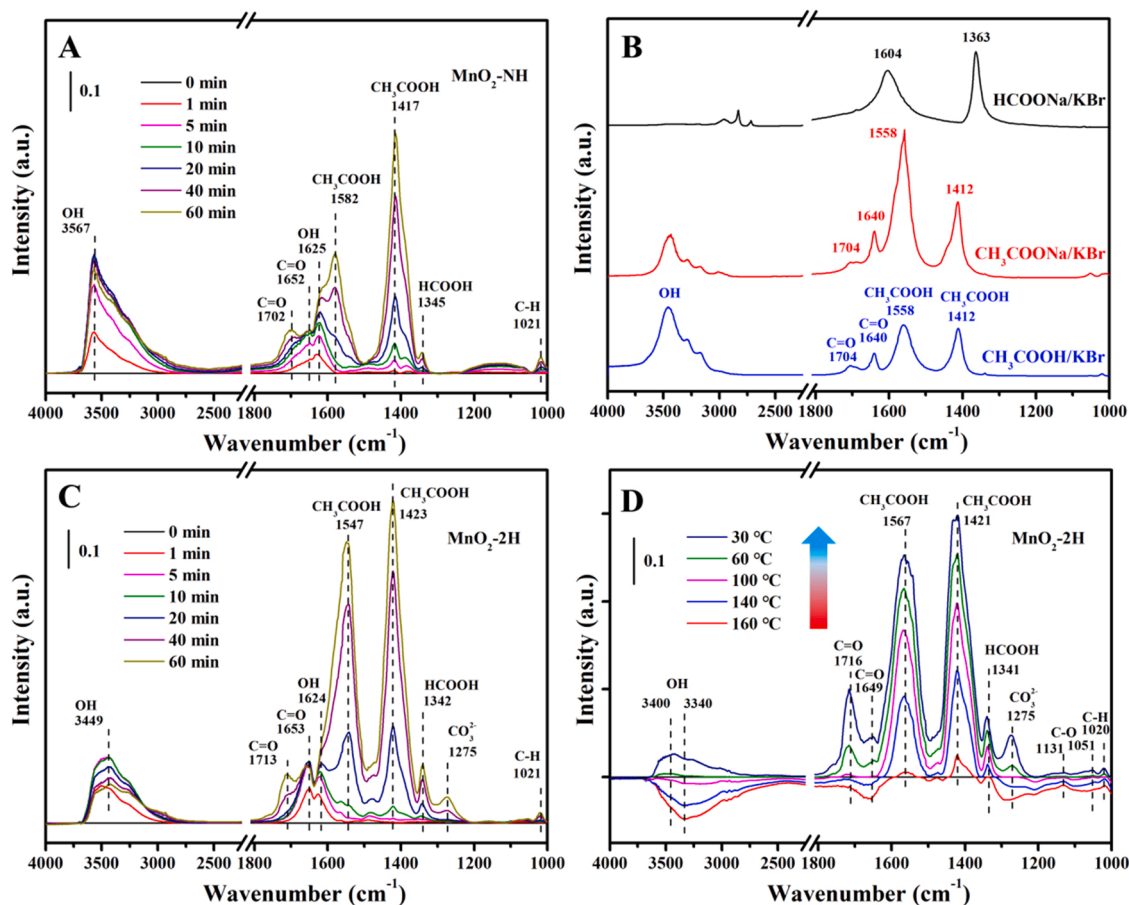 A
MnO₂-NH
0.1
0 min
1 min
5 min
10 min
20 min
40 min
60 min
OH
3567
C=O
1702
C=O
1652
OH
1625
CH₃COOH
1582
CH₃COOH
1417
HCOOH
1345
C-H
1021
Intensity (a.u.)
4000 3500 3000 2500 1800 1600 1400 1200 1000
Wavenumber (cm⁻¹)
B
1604
1363
HCOONa/KBr
1704
1640
1558
1412
CH₃COONa/KBr
OH
C=O
1704
C=O
1640
CH₃COOH
1558
CH₃COOH
1412
CH₃COOH/KBr
Intensity (a.u.)
4000 3500 3000 2500 1800 1600 1400 1200 1000
Wavenumber (cm⁻¹)
C
MnO₂-2H
0.1
0 min
1 min
5 min
10 min
20 min
40 min
60 min
OH
3449
C=O
1713
C=O
1653
OH
1624
CH₃COOH
1547
CH₃COOH
1423
HCOOH
1342
CO₃²⁻
1275
C-H
1021
Intensity (a.u.)
4000 3500 3000 2500 1800 1600 1400 1200 1000
Wavenumber (cm⁻¹)
D
MnO₂-2H
0.1
30 °C
60 °C
100 °C
140 °C
160 °C
OH
3400 3340
C=O
1716
C=O
1649
CH₃COOH
1567
CH₃COOH
1421
HCOOH
1341
CO₃²⁻
1275
C-O
1131
1051
C-H
1020
Intensity (a.u.)
4000 3500 3000 2500 1800 1600 1400 1200 1000
Wavenumber (cm⁻¹)